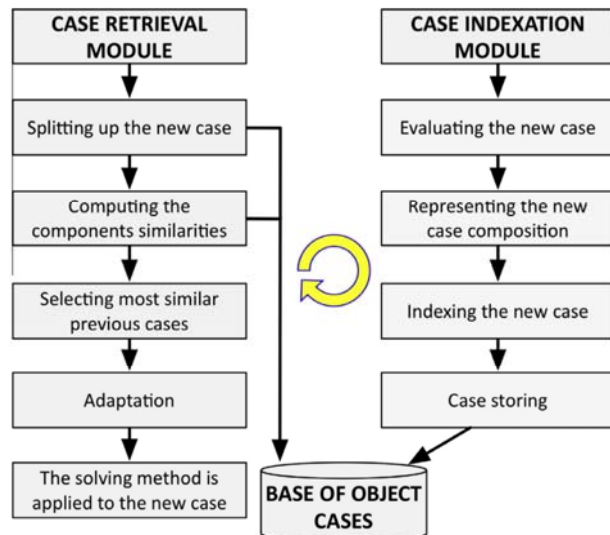 CASE RETRIEVAL
MODULE
Splitting up the new case
Computing the
components similarities
Selecting most similar
previous cases
Adaptation
The solving method is
applied to the new case
CASE INDEXATION
MODULE
Evaluating the new case
Representing the new
case composition
Indexing the new case
Case storing
BASE OF OBJECT
CASES